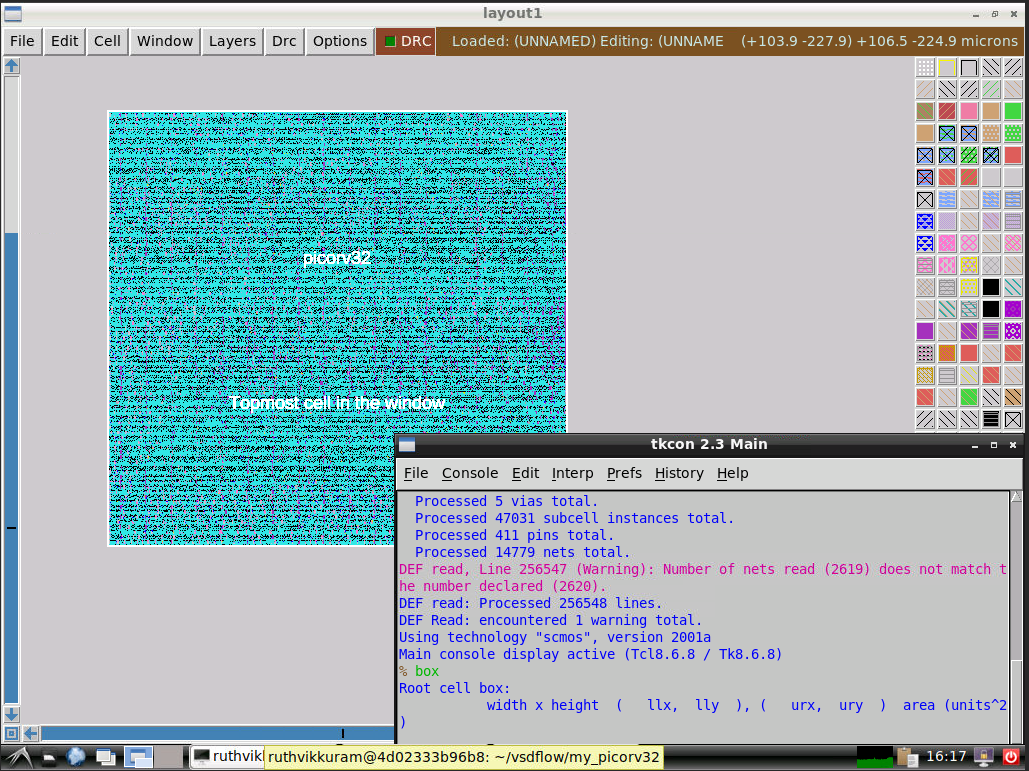 layout1
File Edit Cell Window Layers Drc Options DRC Loaded: (UNNAMED) Editing: (UNNAME (+103.9 -227.9) +106.5 -224.9 microns
picorv32
Topmost cell in the window
tkcon 2.3 Main
File Console Edit Interp Prefs History Help
Processed 5 vias total.
Processed 47031 subcell instances total.
Processed 411 pins total.
Processed 14779 nets total.
DEF read, Line 256547 (Warning): Number of nets read (2619) does not match t
he number declared (2620).
DEF read: Processed 256548 lines.
DEF Read: encountered 1 warning total.
Using technology "scmos", version 2001a
Main console display active (Tcl8.6.8 / Tk8.6.8)
% box
Root cell box:
width x height ( llx, lly ), ( urx, ury ) area (units^2
)
ruthvik
ruthvikkuram@4d02333b96b8: ~/vsdflow/my_picorv32
16:17